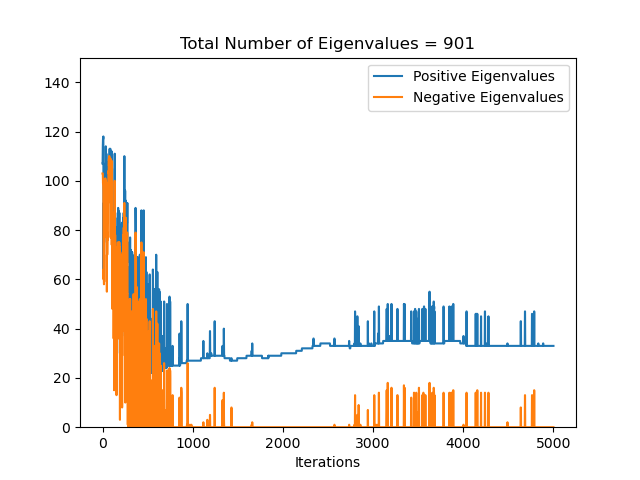 Total Number of Eigenvalues = 901
Positive Eigenvalues
Negative Eigenvalues
140
120
100
80
60
40
20
0
0 1000 2000 3000 4000 5000
Iterations